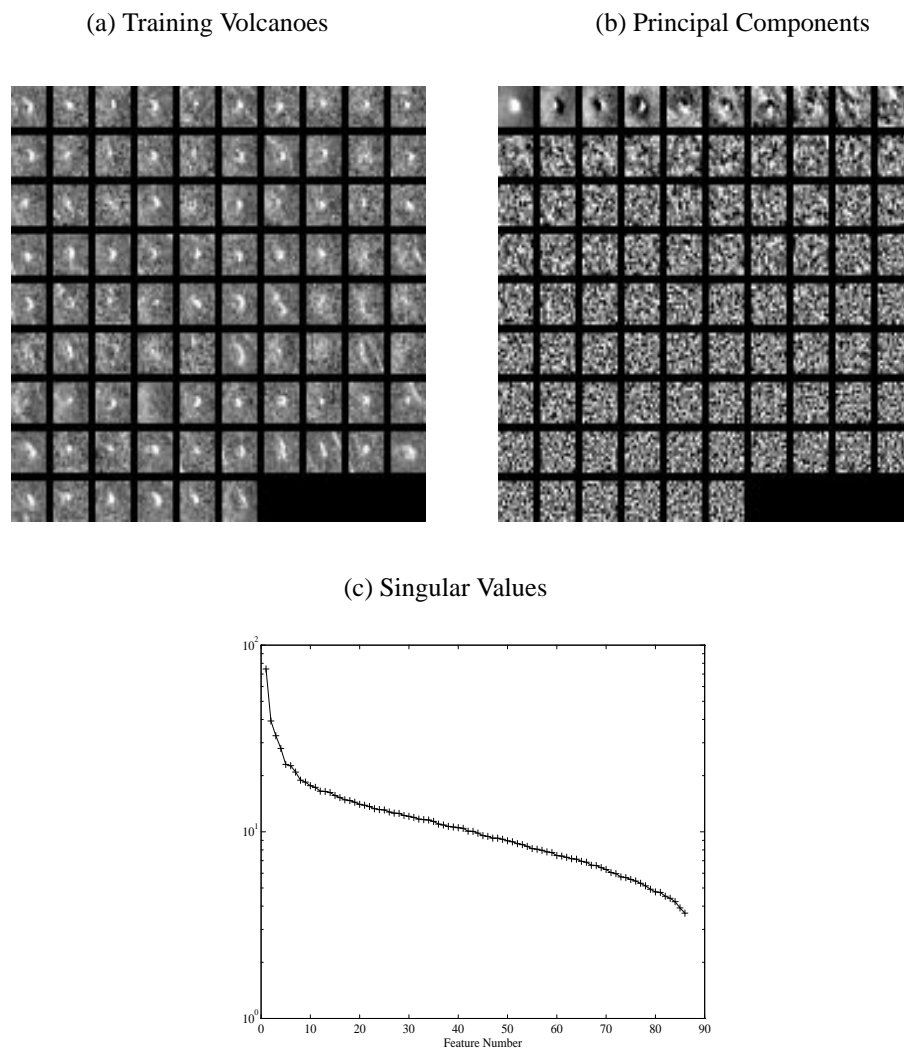 (a) Training Volcanoes
(b) Principal Components
(c) Singular Values
10^2
10^1
10^0
0 10 20 30 40 50 60 70 80 90
Feature Number